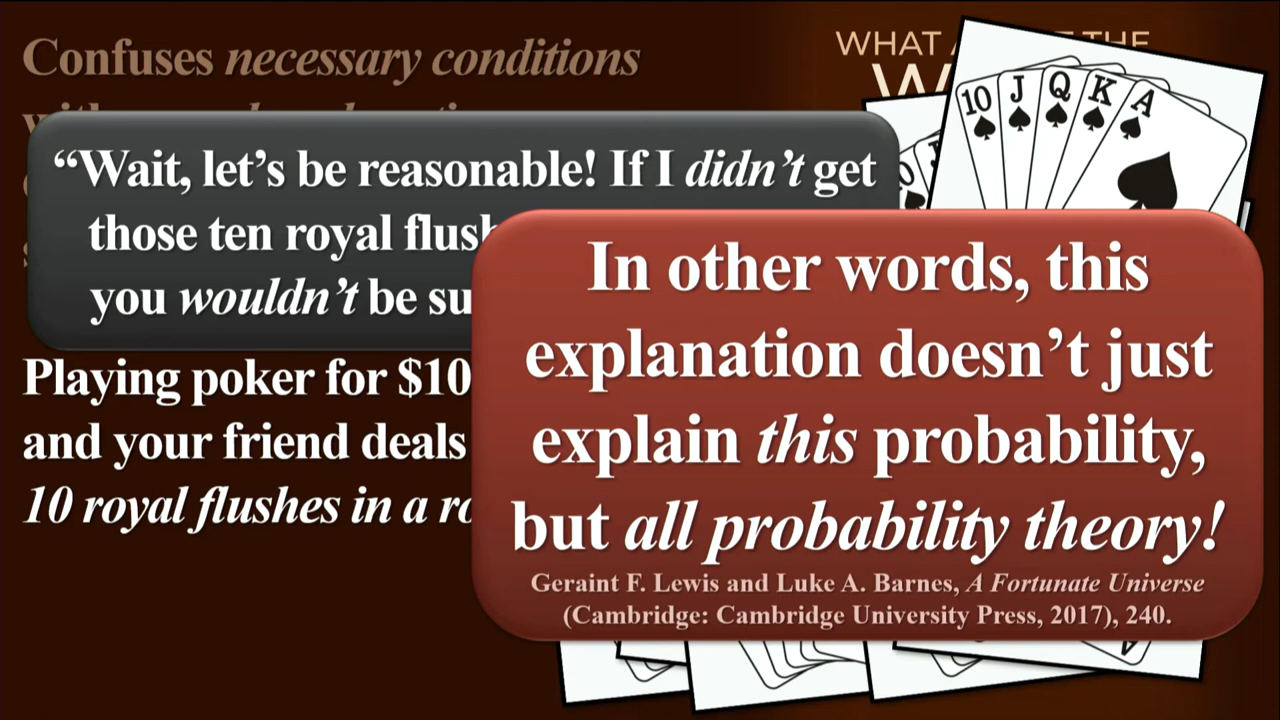 Confuses necessary conditions
WHAT THE
W
10 J Q K A
“Wait, let’s be reasonable! If I didn’t get
those ten royal flush
you wouldn’t be su
In other words, this
explanation doesn’t just
explain this probability,
but all probability theory!
Geraint F. Lewis and Luke A. Barnes, A Fortunate Universe
(Cambridge: Cambridge University Press, 2017), 240.
Playing poker for $10
and your friend deals
10 royal flushes in a ro